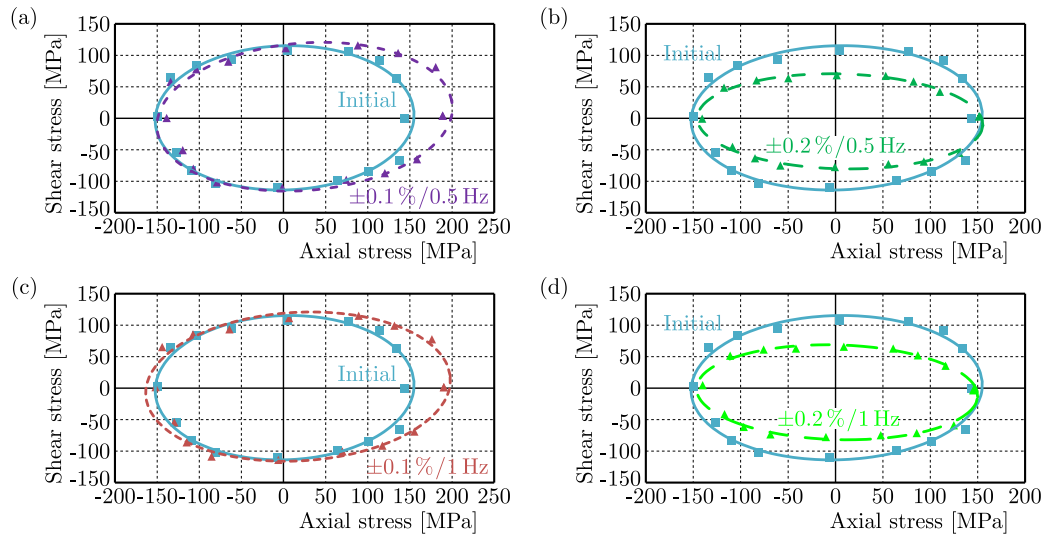 (a)
Shear stress [MPa]
150
100
50
0
-50
-100
-150
Initial
±0.1 %/0.5 Hz
-200 -150 -100 -50 0 50 100 150 200 250
Axial stress [MPa]
(b)
Shear stress [MPa]
150
100
50
0
-50
-100
-150
Initial
±0.2 %/0.5 Hz
-200 -150 -100 -50 0 50 100 150 200
Axial stress [MPa]
(c)
Shear stress [MPa]
150
100
50
0
-50
-100
-150
Initial
±0.1 %/1 Hz
-200 -150 -100 -50 0 50 100 150 200 250
Axial stress [MPa]
(d)
Shear stress [MPa]
150
100
50
0
-50
-100
-150
Initial
±0.2 %/1 Hz
-200 -150 -100 -50 0 50 100 150 200
Axial stress [MPa]